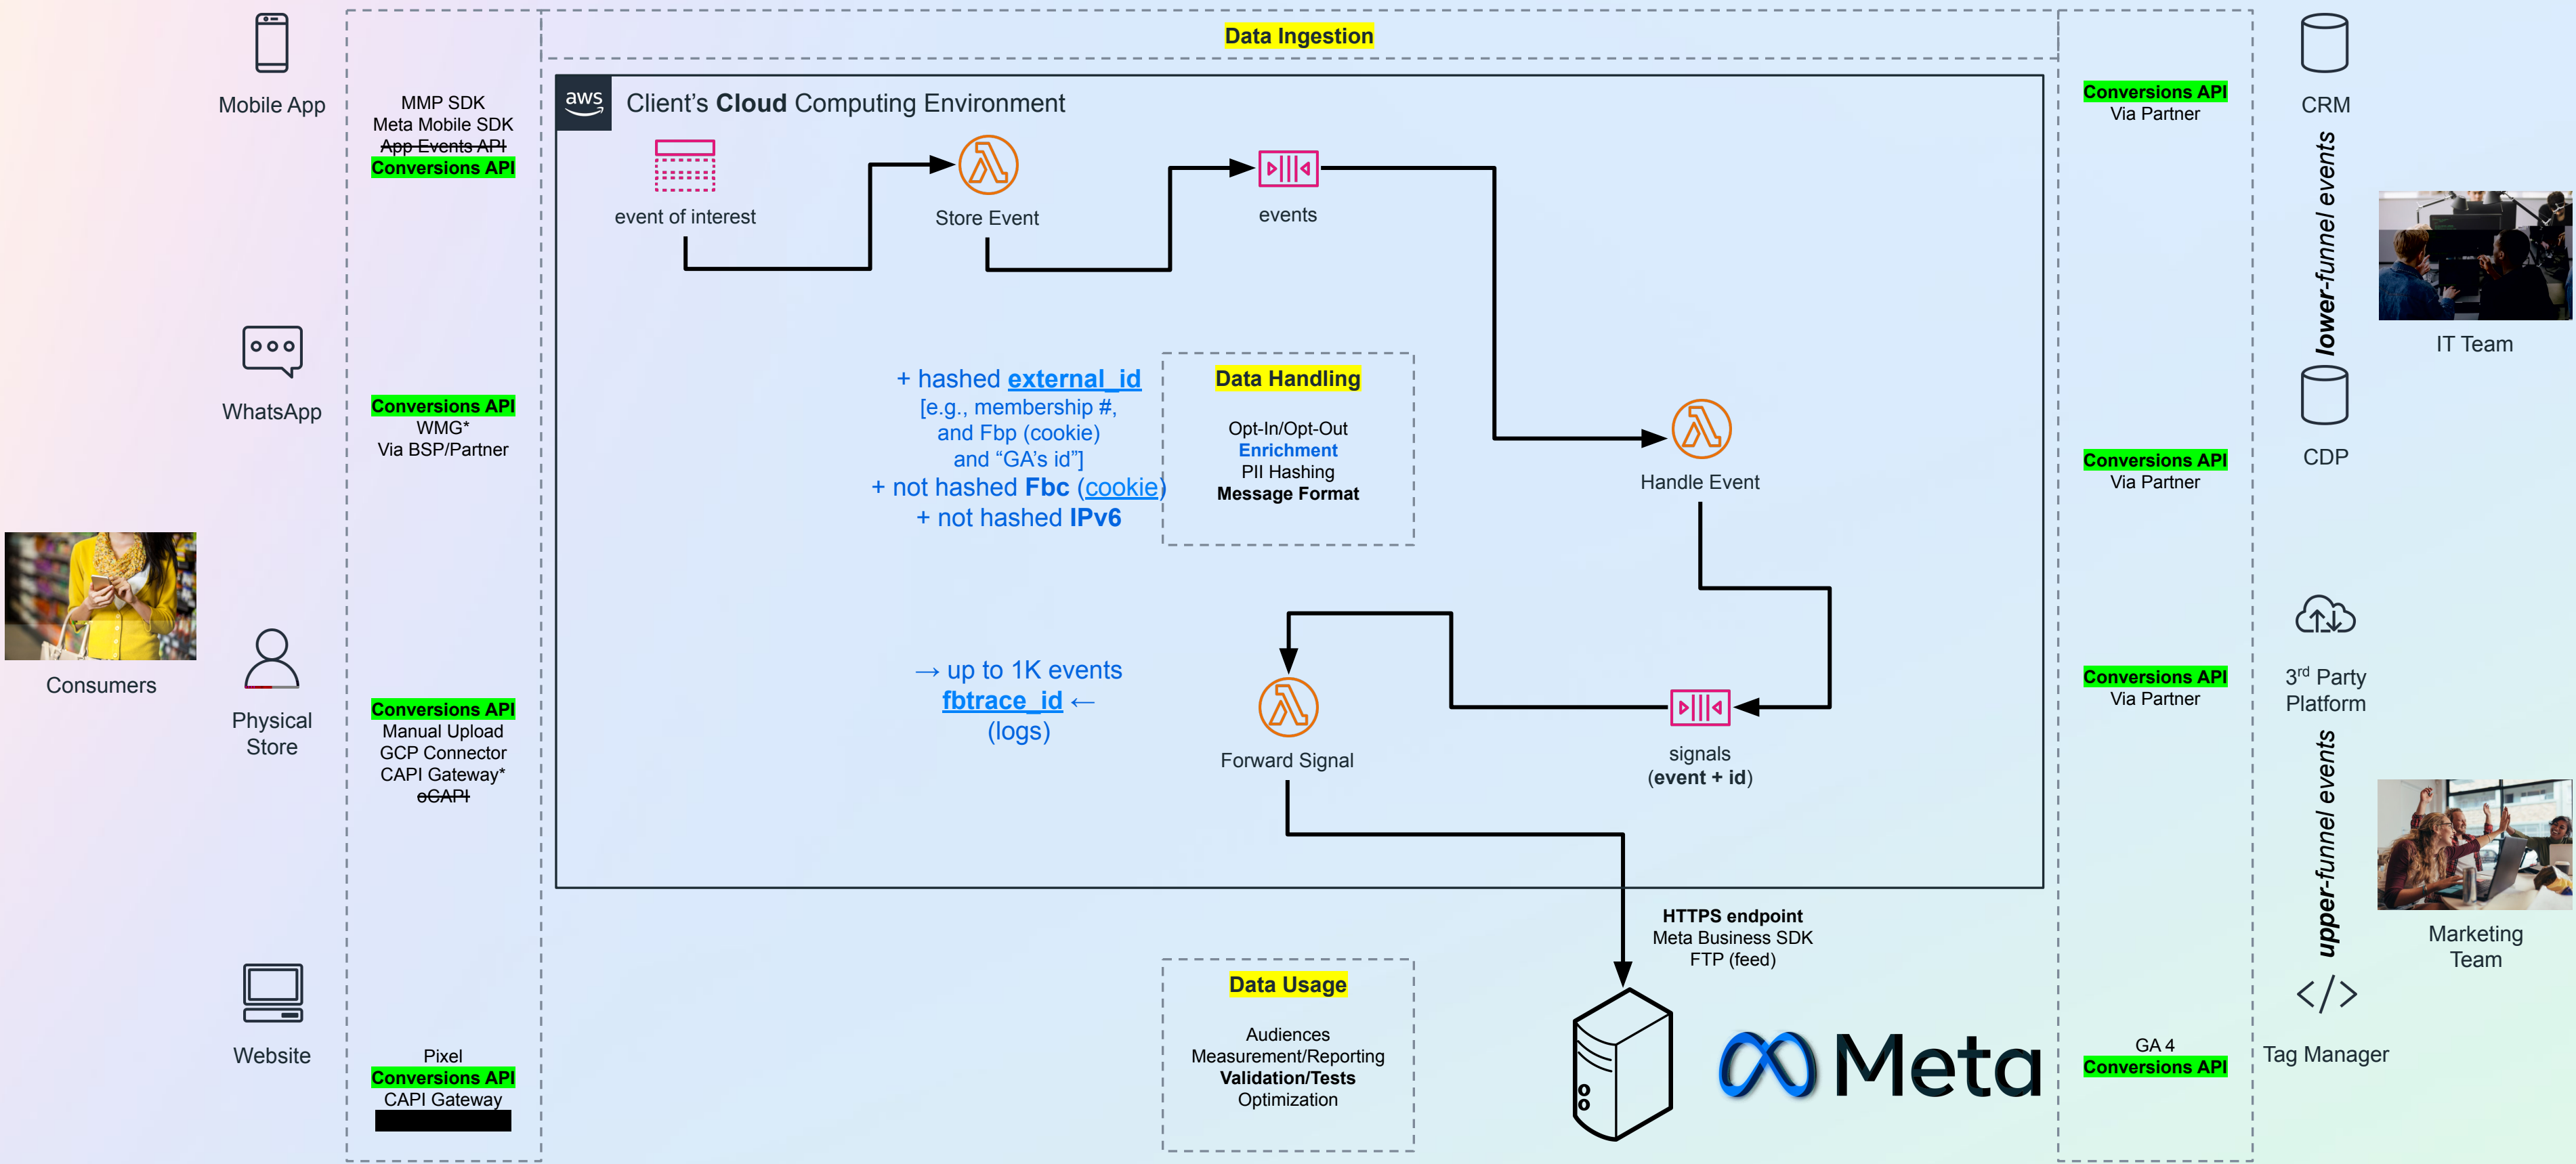 Data Ingestion
Mobile App
MMP SDK
Meta Mobile SDK
App Events API
Conversions API
aws
Client's Cloud Computing Environment
event of interest
Store Event
events
Conversions API
Via Partner
CRM
lower-funnel events
IT Team
WhatsApp
Conversions API
WMG*
Via BSP/Partner
+ hashed external_id
[e.g., membership #,
and Fbp (cookie)
and “GA's id”]
+ not hashed Fbc (cookie)
+ not hashed IPv6
Data Handling
Opt-In/Opt-Out
Enrichment
PII Hashing
Message Format
Handle Event
Conversions API
Via Partner
CDP
Consumers
Physical
Store
Conversions API
Manual Upload
GCP Connector
CAPI Gateway*
oCAPI
→ up to 1K events
fbtrace_id ←
(logs)
Forward Signal
signals
(event + id)
Conversions API
Via Partner
3rd Party
Platform
upper-funnel events
Marketing
Team
HTTPS endpoint
Meta Business SDK
FTP (feed)
Website
Pixel
Conversions API
CAPI Gateway
Data Usage
Audiences
Measurement/Reporting
Validation/Tests
Optimization
Meta
GA 4
Conversions API
</>
Tag Manager